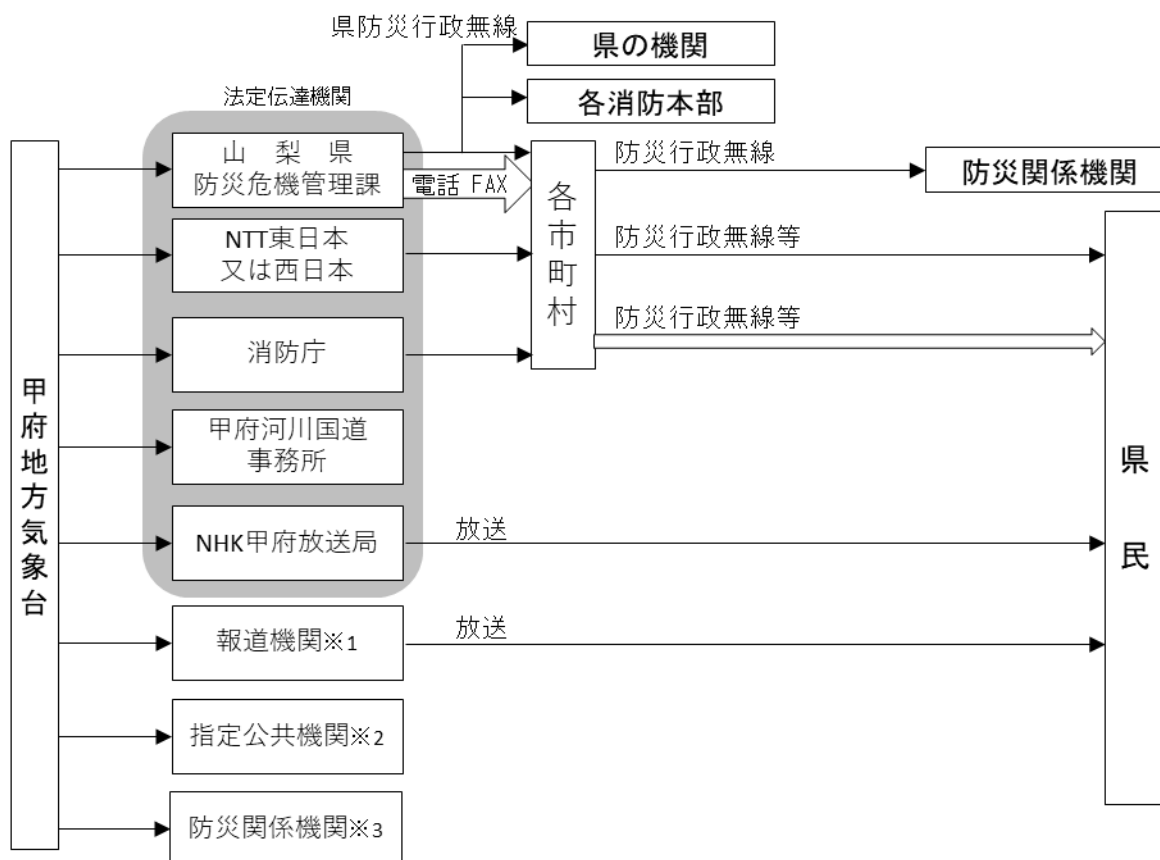 県防災行政無線
県の機関
法定伝達機関
各消防本部
山 梨 県
防災危機管理課
電話 FAX
防災行政無線
防災関係機関
NTT東日本
又は西日本
各市町村
防災行政無線等
消防庁
防災行政無線等
甲府地方気象台
甲府河川国道
事務所
県民
NHK甲府放送局
放送
報道機関※1
放送
指定公共機関※2
防災関係機関※3